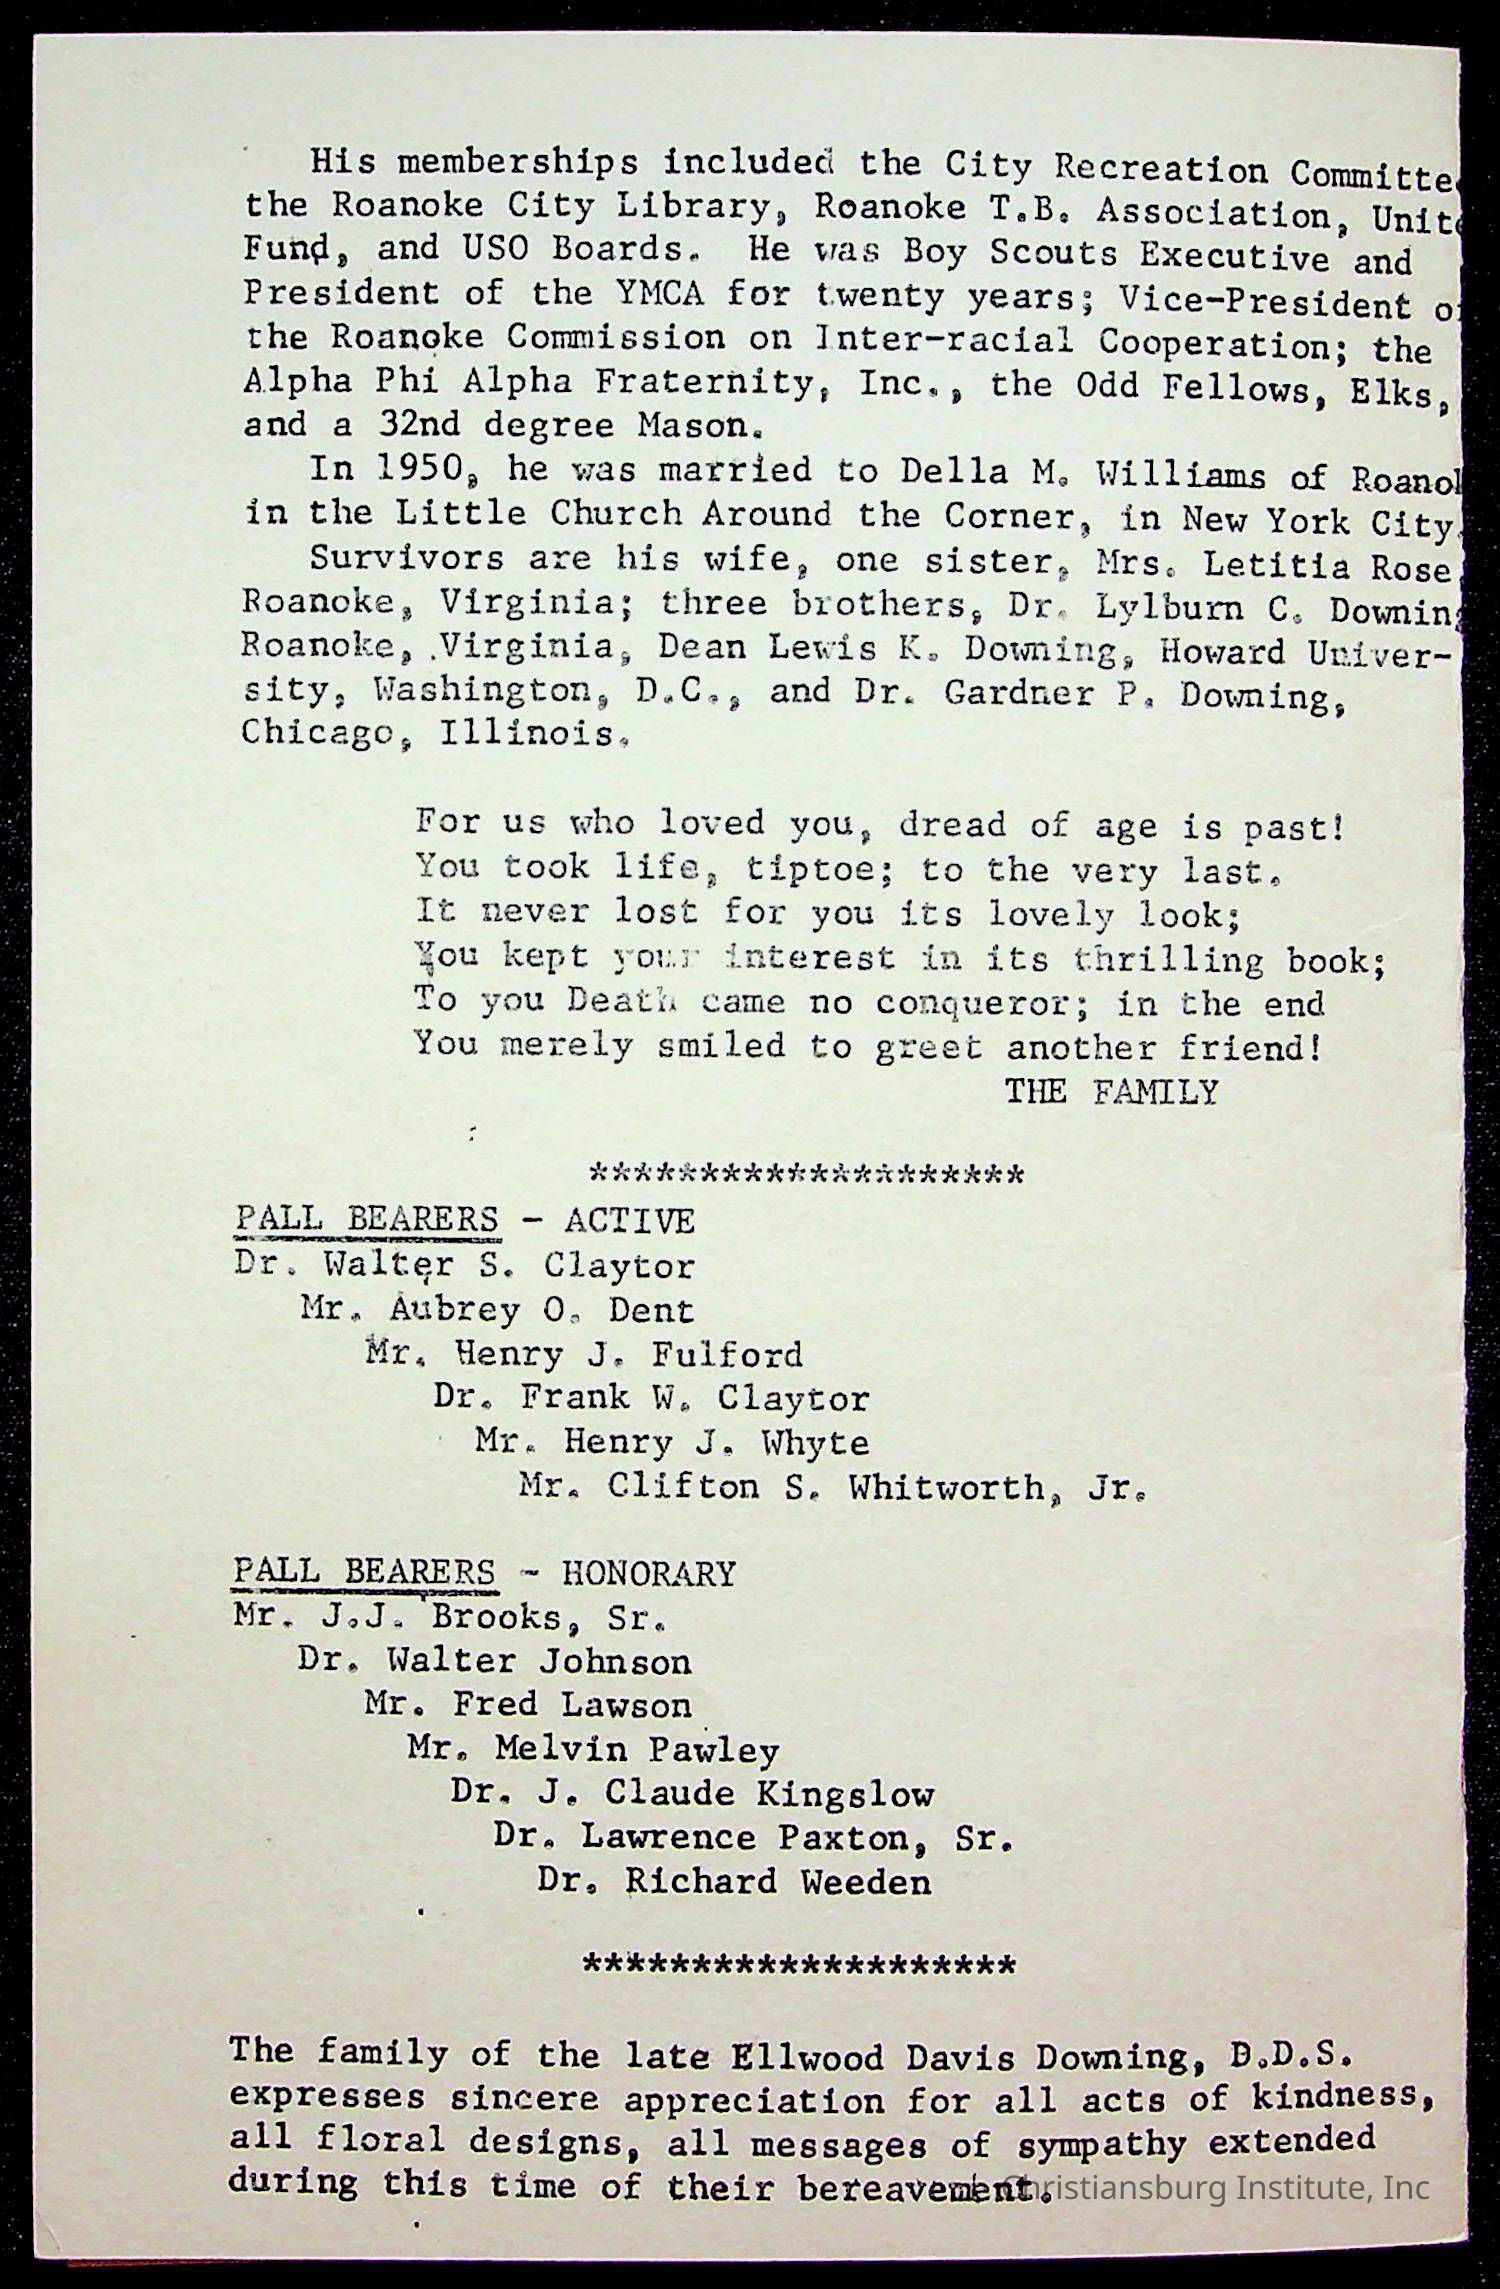 His memberships included the City Recreation Committe
the Roanoke City Library, Roanoke T.B. Association, Unit
Fund, and USO Boards. He was Boy Scouts Executive and
President of the YMCA for twenty years; Vice-President o
the Roanoke Commission on Inter-racial Cooperation; the
Alpha Phi Alpha Fraternity, Inc., the Odd Fellows, Elks,
and a 32nd degree Mason.
In 1950, he was married to Della M. Williams of Roano
in the Little Church Around the Corner, in New York City.
Survivors are his wife, one sister, Mrs. Letitia Rose
Roanoke, Virginia; three brothers, Dr. Lylburn C. Downin
Roanoke, Virginia, Dean Lewis K. Downing, Howard Univer-
sity, Washington, D.C., and Dr. Gardner P. Downing,
Chicago, Illinois.
For us who loved you, dread of age is past!
You took life, tiptoe; to the very last.
It never lost for you its lovely look;
You kept your interest in its thrilling book;
To you Death came no conqueror; in the end
You merely smiled to greet another friend!
THE FAMILY
********************
PALL BEARERS - ACTIVE
Dr. Walter S. Claytor
Mr. Aubrey O. Dent
Mr. Henry J. Fulford
Dr. Frank W. Claytor
Mr. Henry J. Whyte
Mr. Clifton S. Whitworth, Jr.
PALL BEARERS - HONORARY
Mr. J.J. Brooks, Sr.
Dr. Walter Johnson
Mr. Fred Lawson
Mr. Melvin Pawley
Dr. J. Claude Kingslow
Dr. Lawrence Paxton, Sr.
Dr. Richard Weeden
********************
The family of the late Ellwood Davis Downing, D.D.S.
expresses sincere appreciation for all acts of kindness,
all floral designs, all messages of sympathy extended
during this time of their bereavement.
Christiansburg Institute, Inc